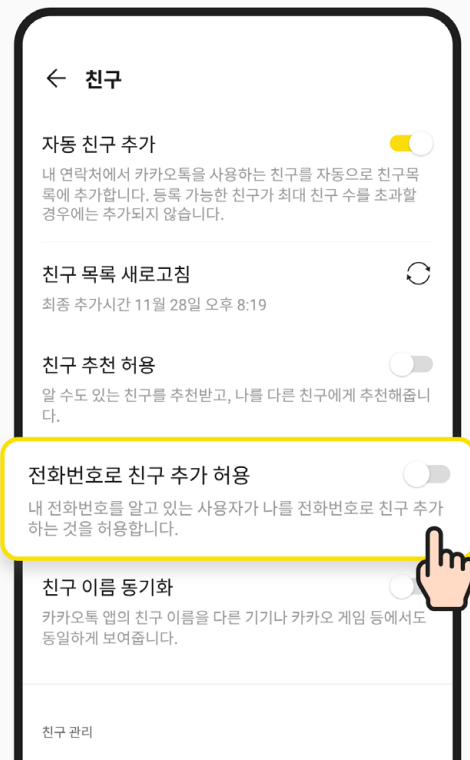 친구
자동 친구 추가
내 연락처에서 카카오톡을 사용하는 친구를 자동으로 친구목
록에 추가합니다. 등록 가능한 친구가 최대 친구 수를 초과할
경우에는 추가되지 않습니다.
친구 목록 새로고침
최종 추가시간 11월 28일 오후 8:19
친구 추천 허용
알 수도 있는 친구를 추천받고, 나를 다른 친구에게 추천해줍니
다.
전화번호로 친구 추가 허용
내 전화번호를 알고 있는 사용자가 나를 전화번호로 친구 추가
하는 것을 허용합니다.
친구 이름 동기화
카카오톡 앱의 친구 이름을 다른 기기나 카카오 게임 등에서도
동일하게 보여줍니다.
친구 관리